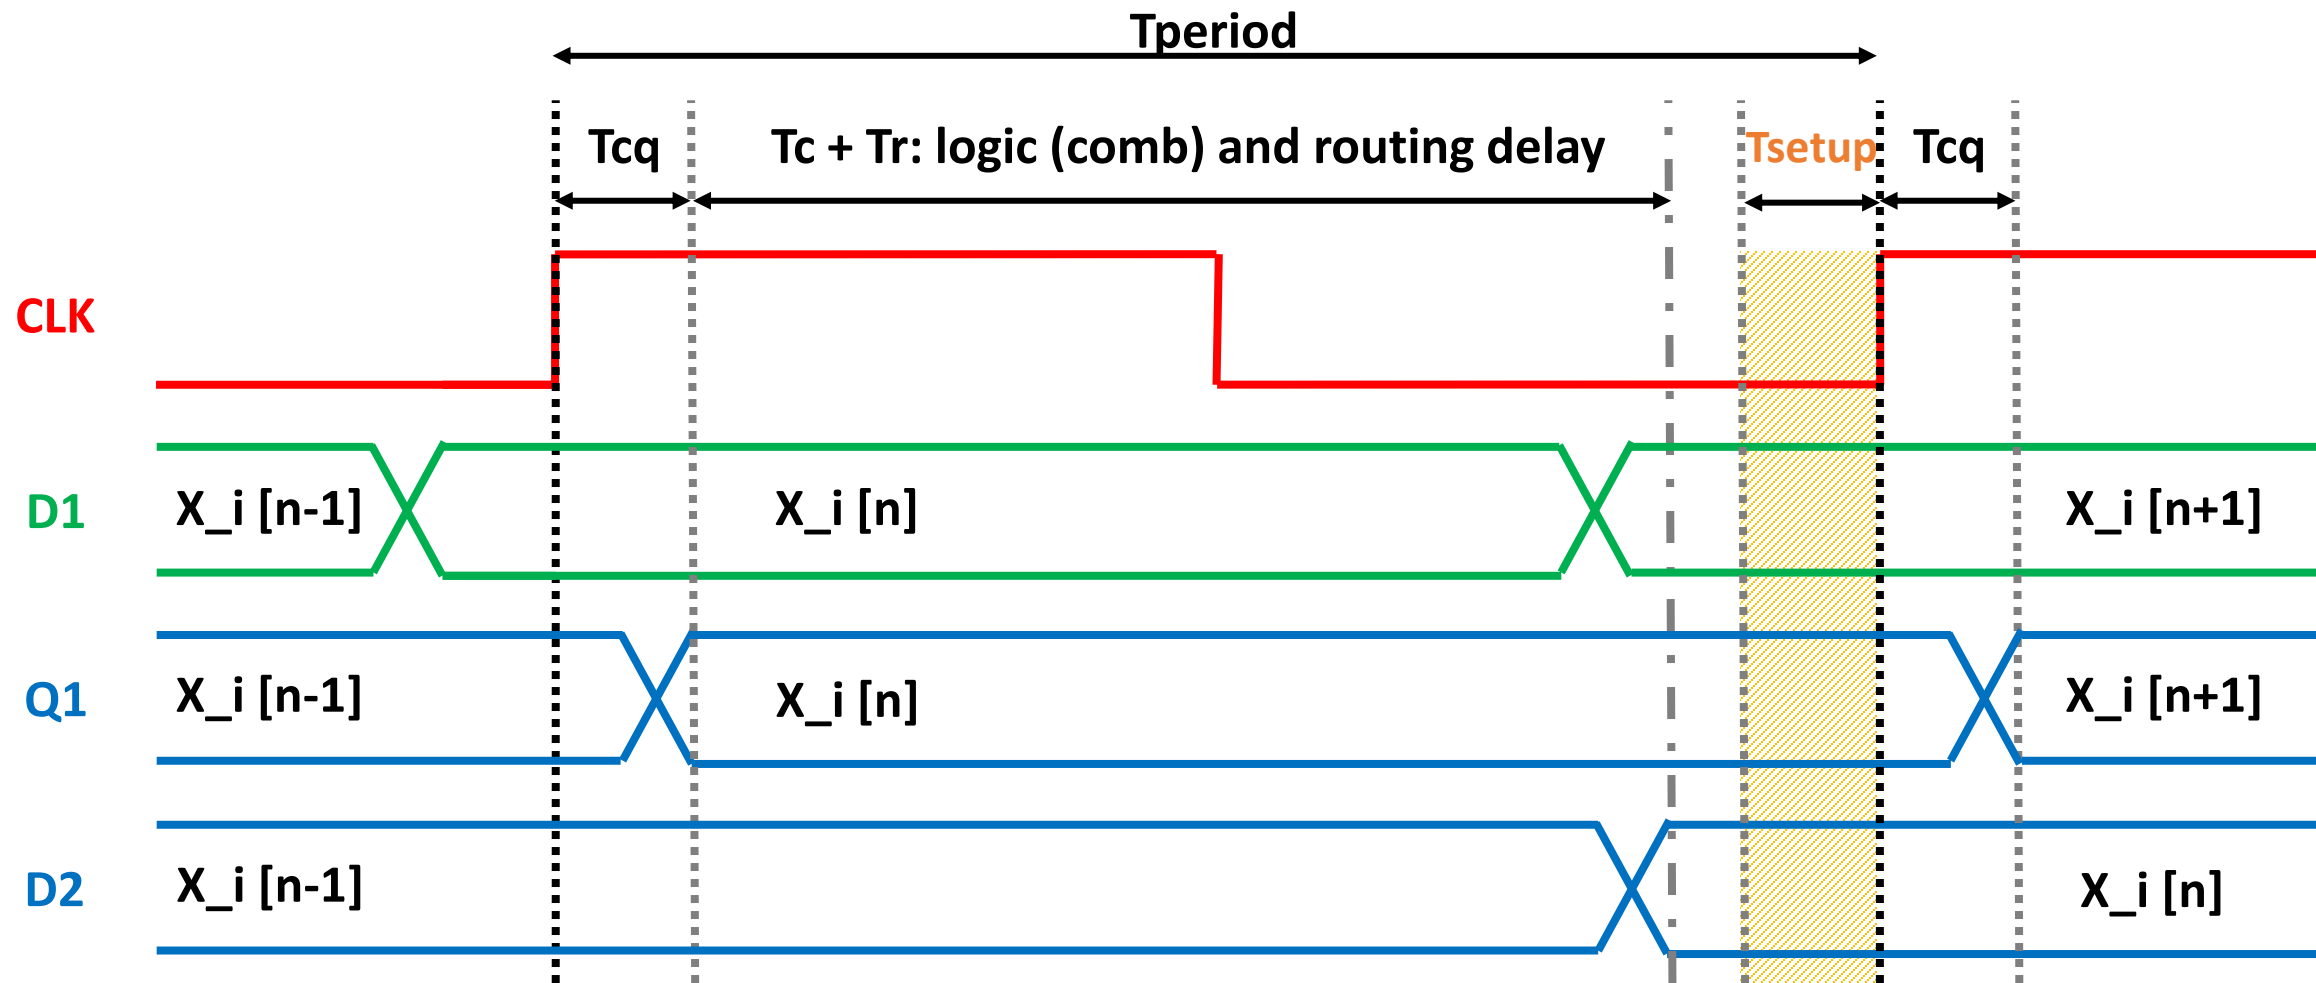 Tperiod
Tcq Tc + Tr: logic (comb) and routing delay Tsetup Tcq
CLK
D1 X_i [n-1] X_i [n] X_i [n+1]
Q1 X_i [n-1] X_i [n] X_i [n+1]
D2 X_i [n-1] X_i [n]